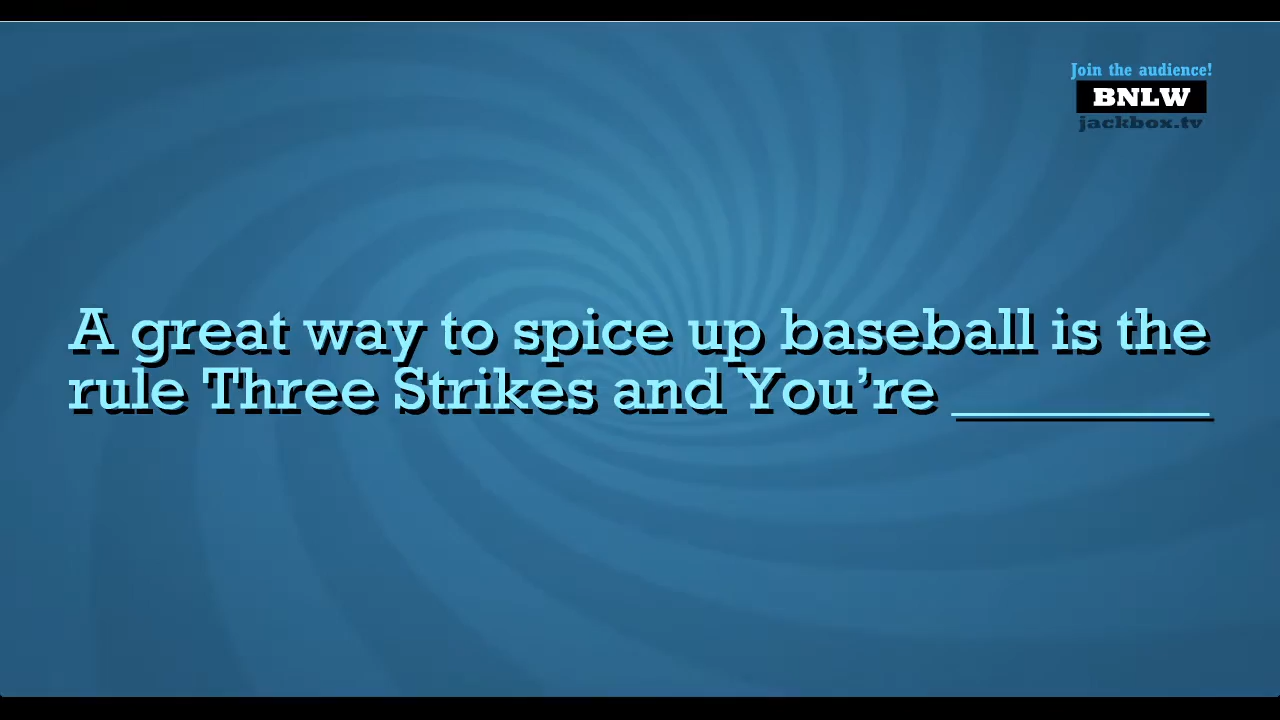 Join the audience!
BNLW
jackbox.tv
A great way to spice up baseball is the
rule Three Strikes and You’re __________